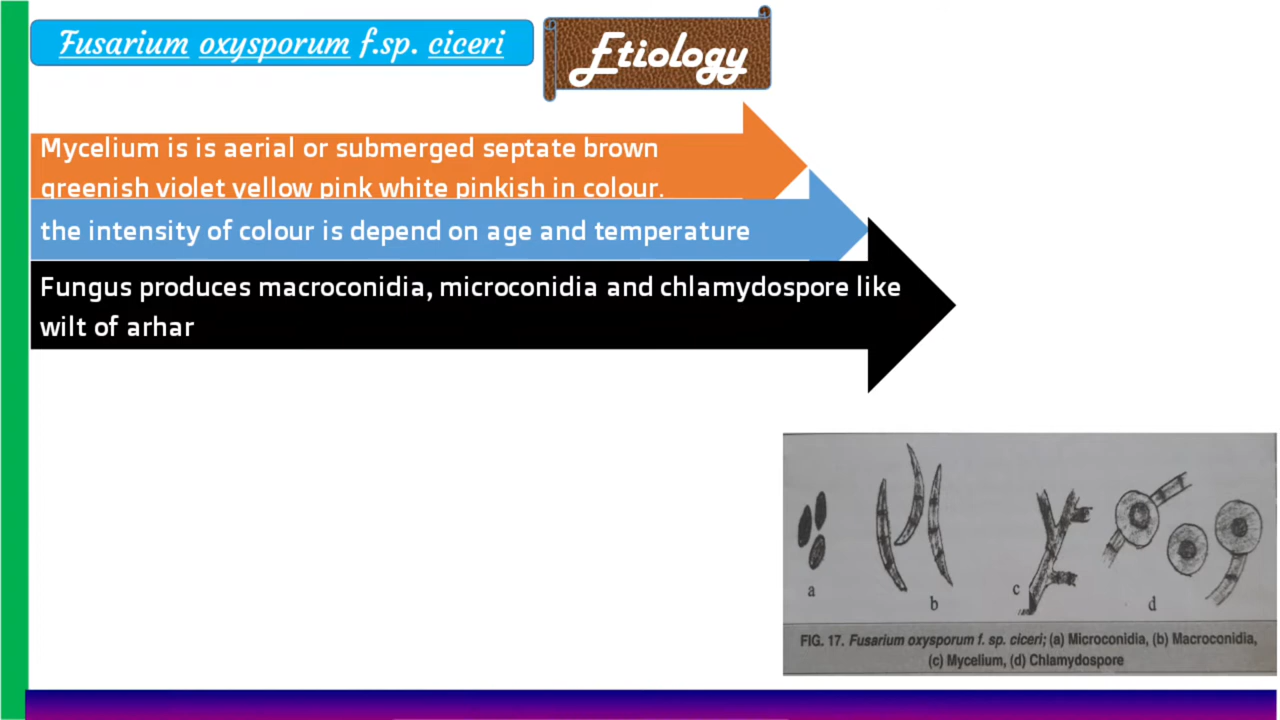 Fusarium oxysporum f.sp. ciceri
Etiology
Mycelium is is aerial or submerged septate brown
greenish violet yellow pink white pinkish in colour.
the intensity of colour is depend on age and temperature
Fungus produces macroconidia, microconidia and chlamydospore like
wilt of arhar
a
b
c
d
FIG. 17. Fusarium oxysporum f. sp. ciceri; (a) Microconidia, (b) Macroconidia,
(c) Mycelium, (d) Chlamydospore